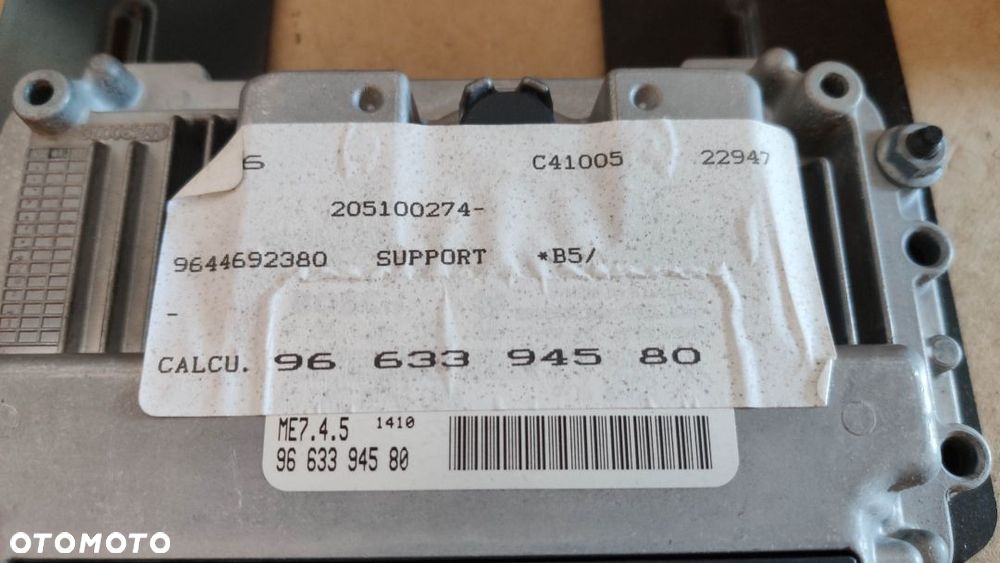 6 C41005 22947
205100274-
9644692380 SUPPORT *B5/
-
CALCU. 96 633 945 80
ME7.4.5 1410
96 633 945 80
OTOMOTO